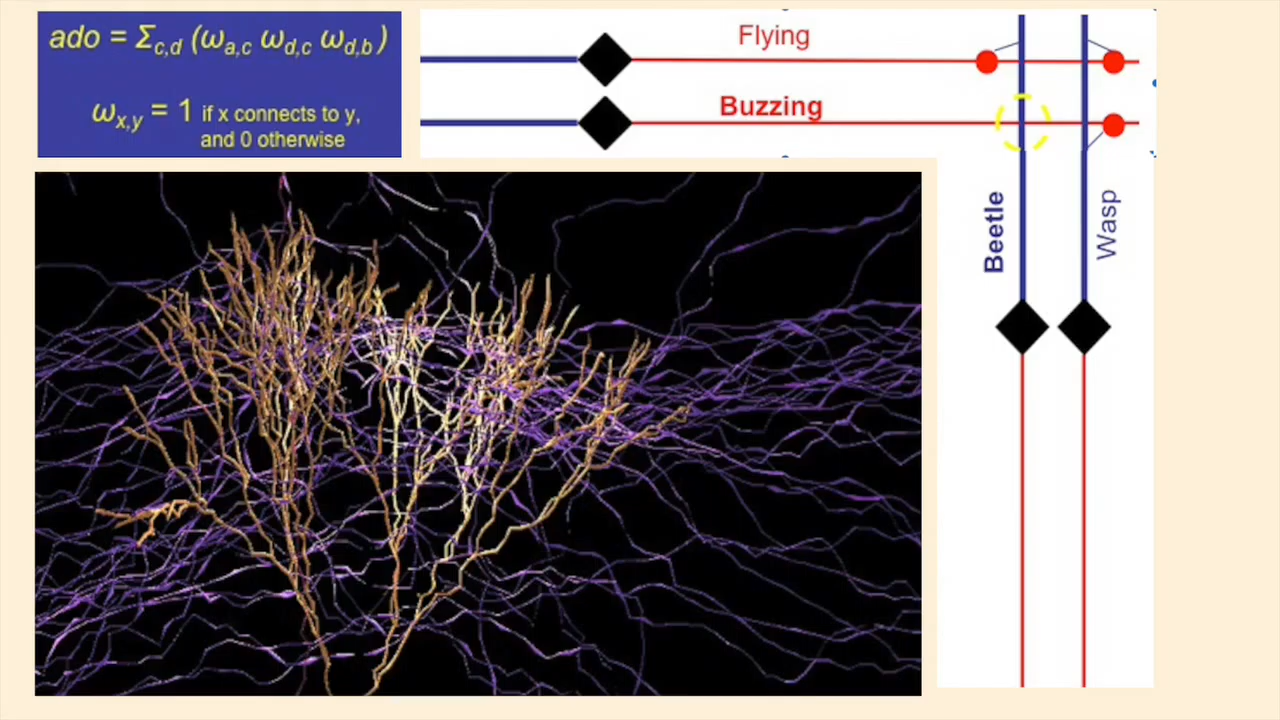 ado = Σc,d (ωa,c ωd,c ωd,b )
ωx,y = 1 if x connects to y,
and 0 otherwise
Flying
Buzzing
Beetle
Wasp